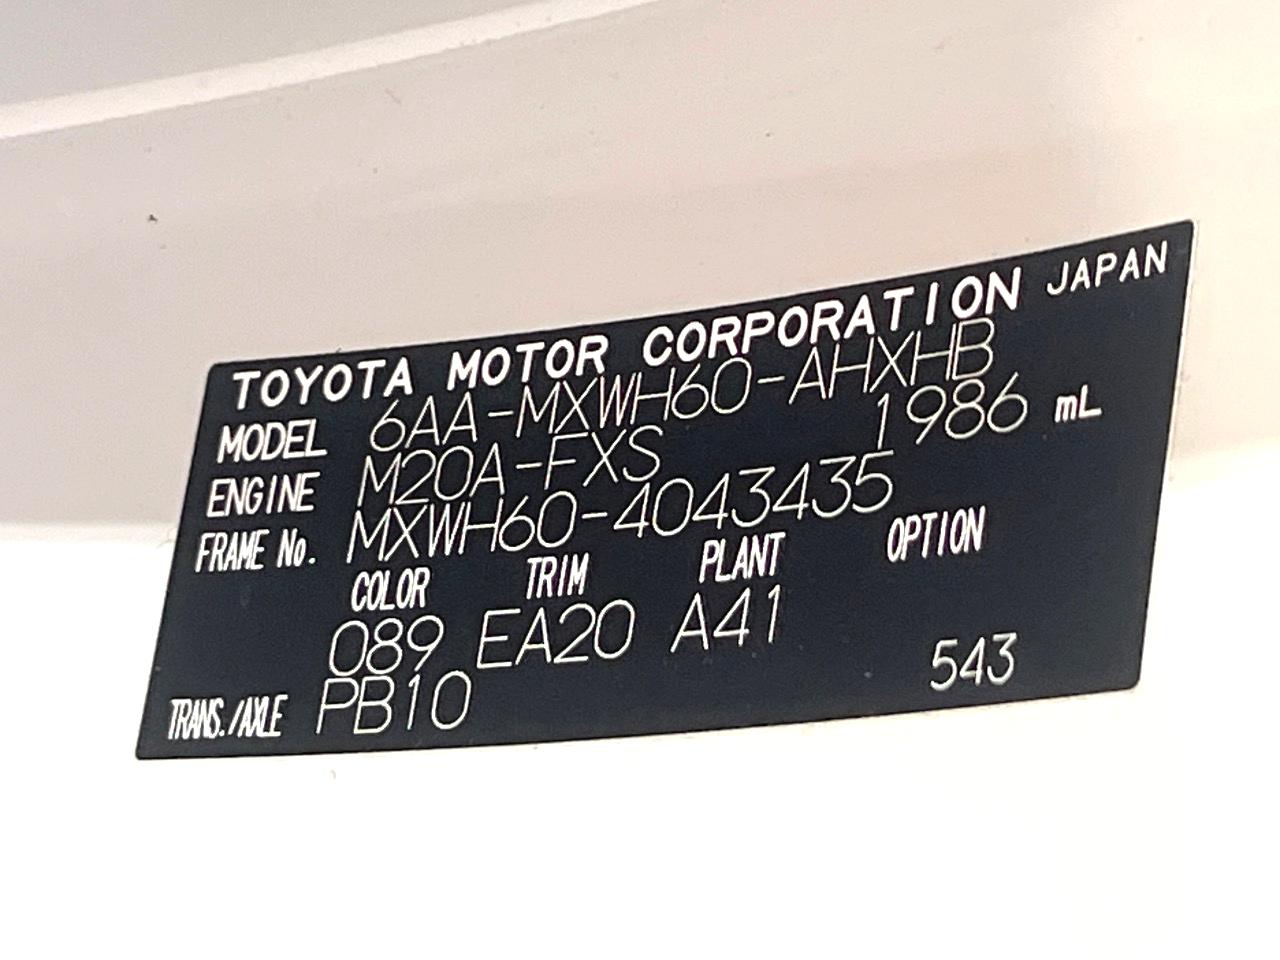 TOYOTA MOTOR CORPORATION JAPAN
MODEL 6AA-MXWH60-AHXHB
ENGINE M20A-FXS 1986 mL
FRAME No. MXWH60-4043435
COLOR TRIM PLANT OPTION
089 EA20 A41
TRANS./AXLE PB10 543